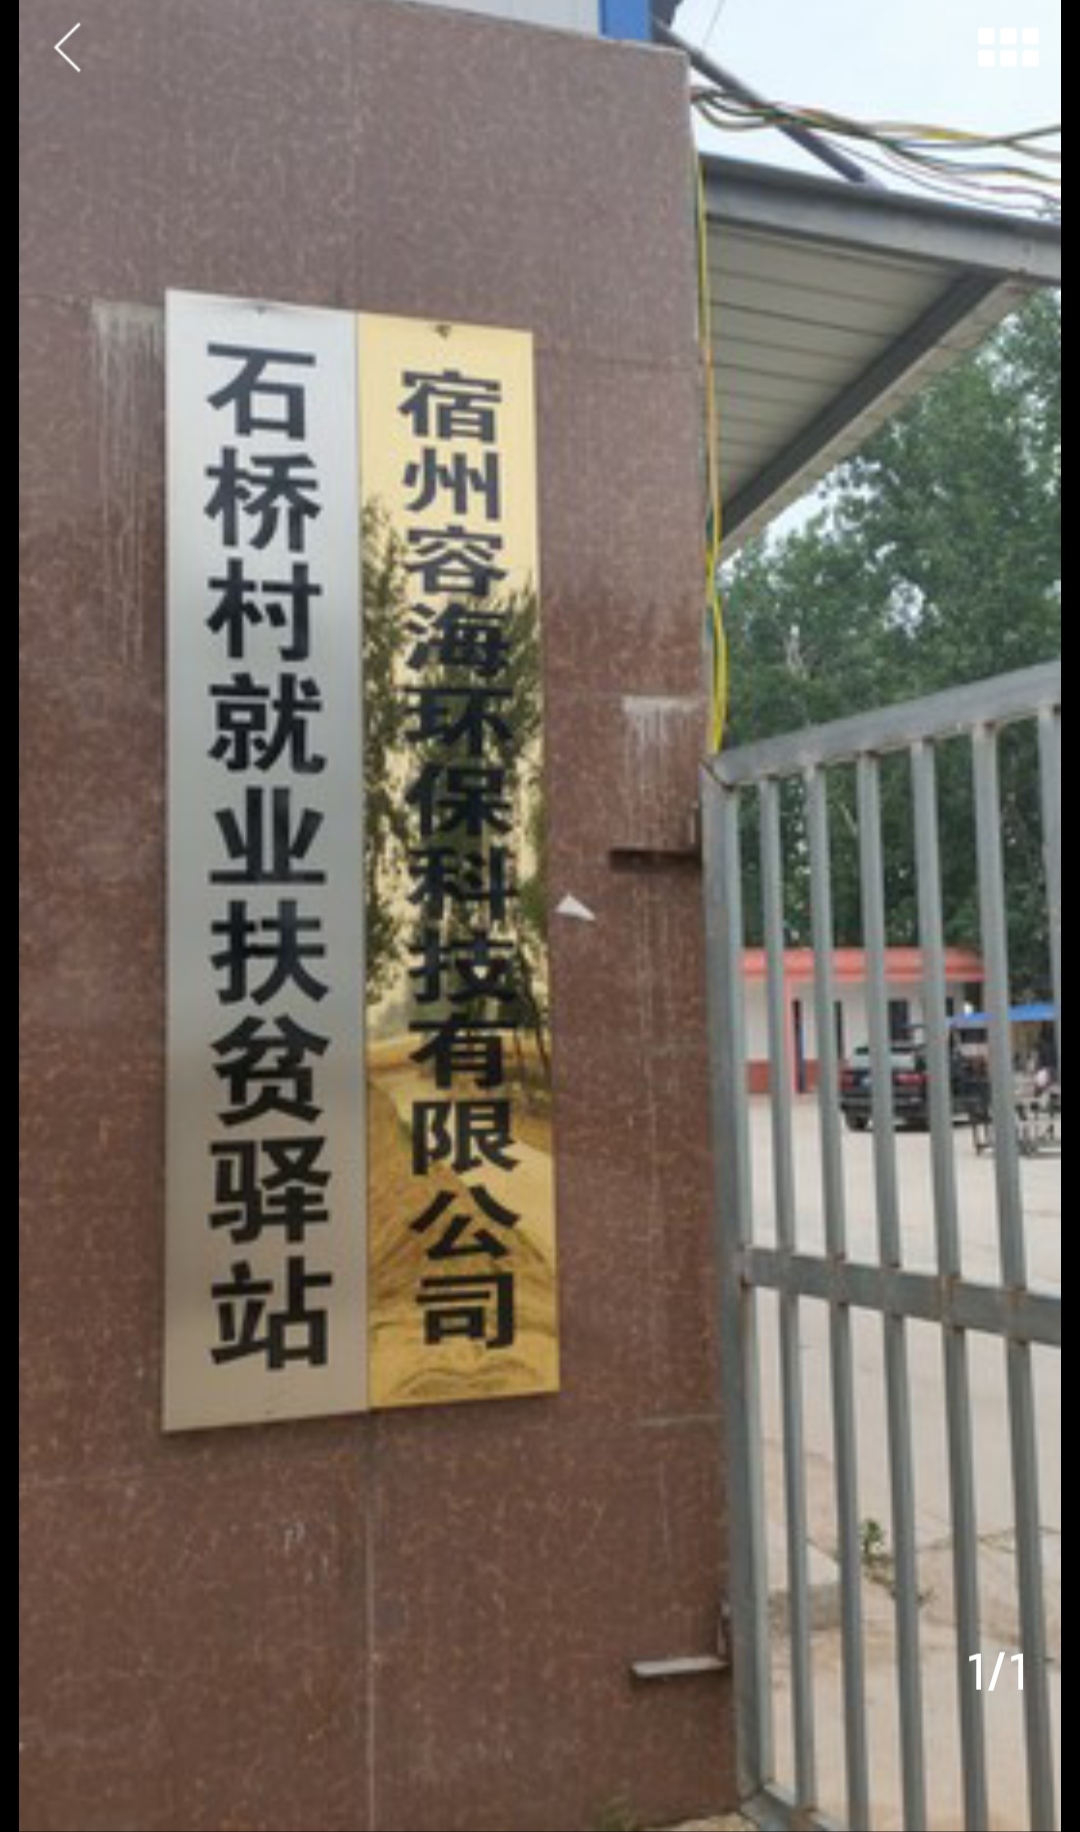 石桥村就业扶贫驿站
宿州容海环保科技有限公司
1/1